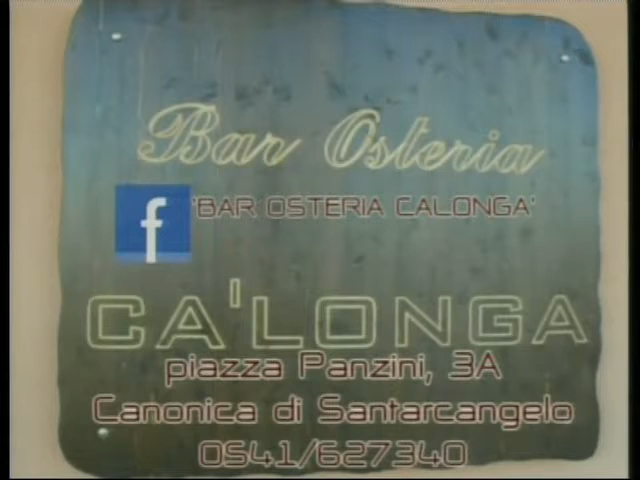 Bar Osteria
f
'BAR OSTERIA CALONGA'
CA'LONGA
piazza Panzini, 3A
Canonica di Santarcangelo
0541/627340